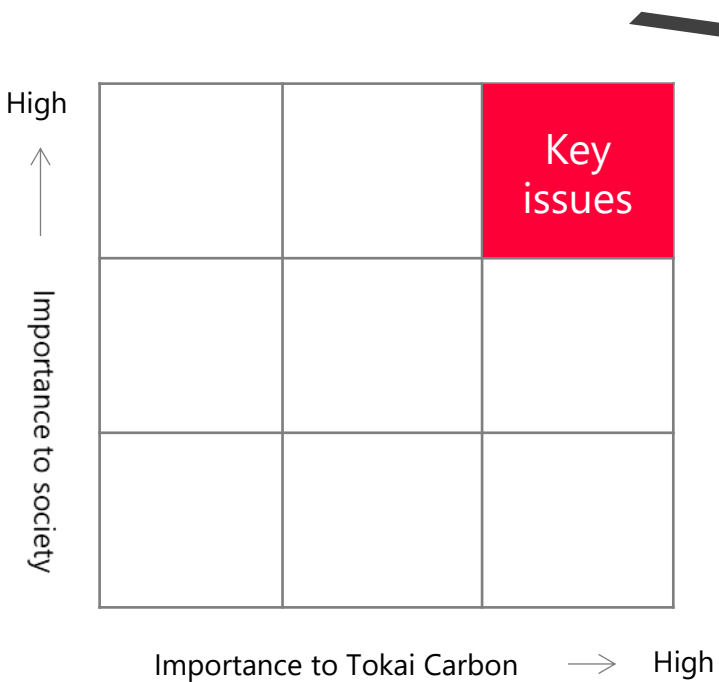 High
Key
issues
Importance to society
Importance to Tokai Carbon
High